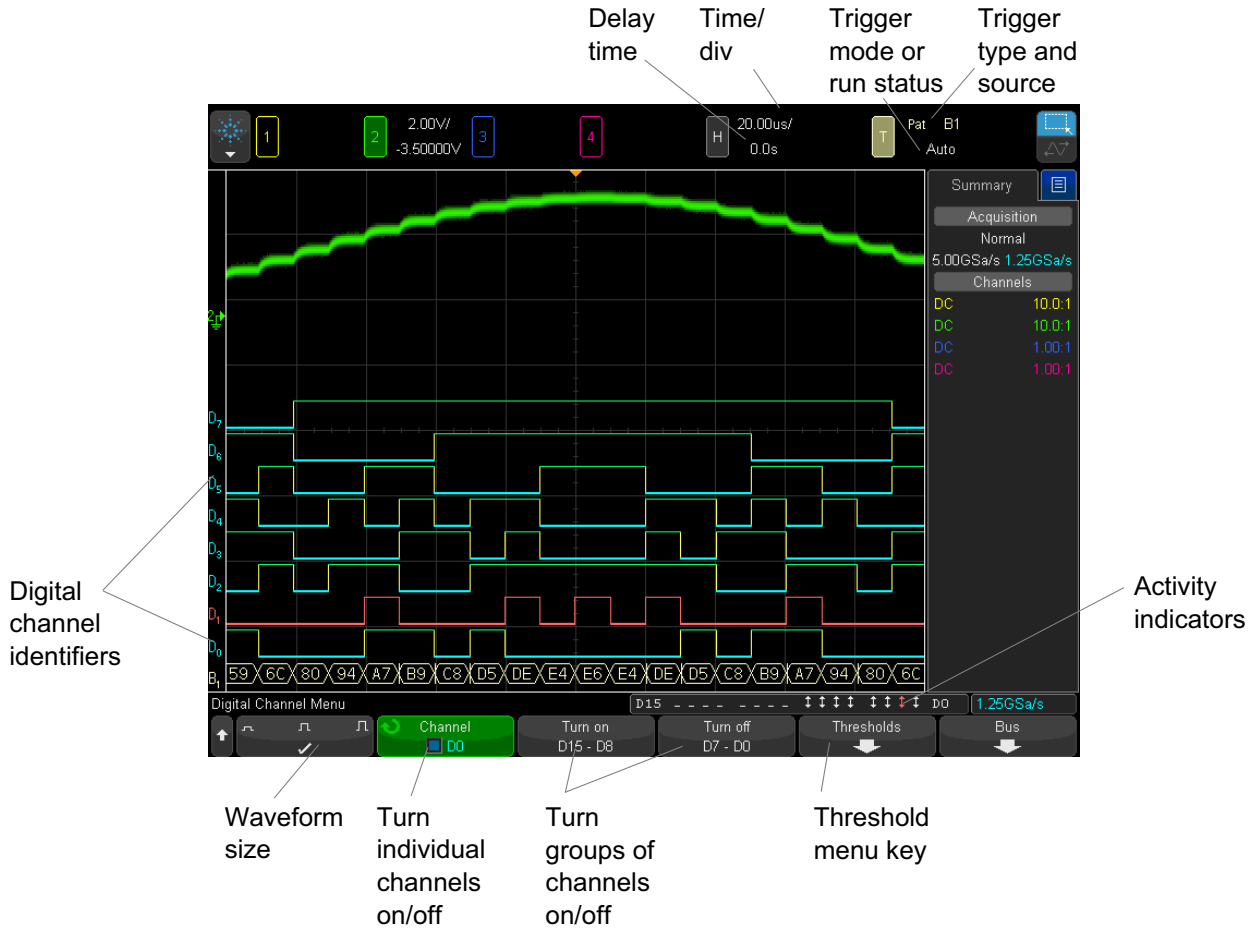 Delay
time
Time/
div
Trigger
mode or
run status
Trigger
type and
source
1
2
2.00V/
-3.50000V
3
4
H
20.00us/
0.0s
T
Pat B1
Auto
Summary
Acquisition
Normal
5.00GSa/s 1.25GSa/s
Channels
DC 10.0:1
DC 10.0:1
DC 1.00:1
DC 1.00:1
2
D7
D6
D5
D4
D3
D2
D1
D0
B1 59 6C 80 94 A7 B9 C8 D5 DE E4 E6 E4 DE D5 C8 B9 A7 94 80 6C
Digital
channel
identifiers
Activity
indicators
Digital Channel Menu
D15 _ _ _ _ _ _ _ _ ↕ ↕ ↕ ↕ ↕ ↕ ↕ ↕ D0 1.25GSa/s
Channel
D0
Turn on
D15 - D8
Turn off
D7 - D0
Thresholds
Bus
Waveform
size
Turn
individual
channels
on/off
Turn
groups of
channels
on/off
Threshold
menu key